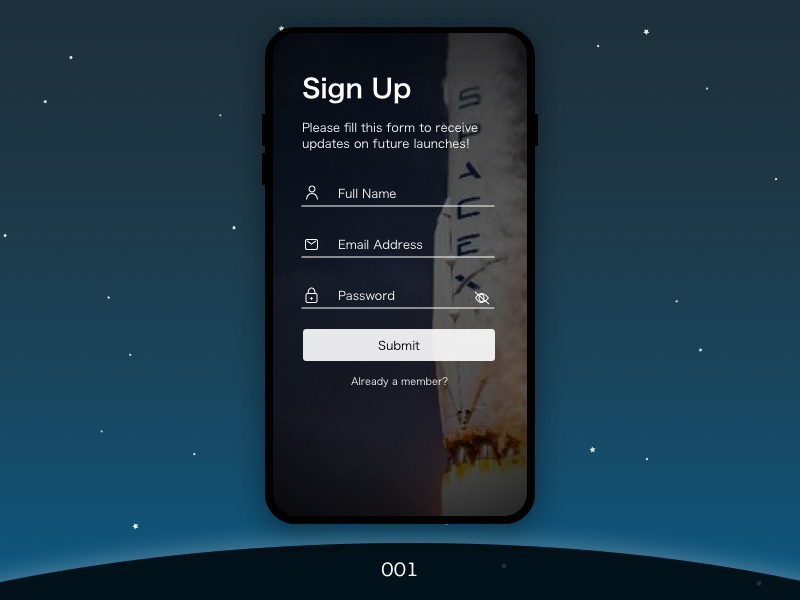 Sign Up
Please fill this form to receive
updates on future launches!
SPACEX
Full Name
Email Address
Password
Submit
Already a member?
001